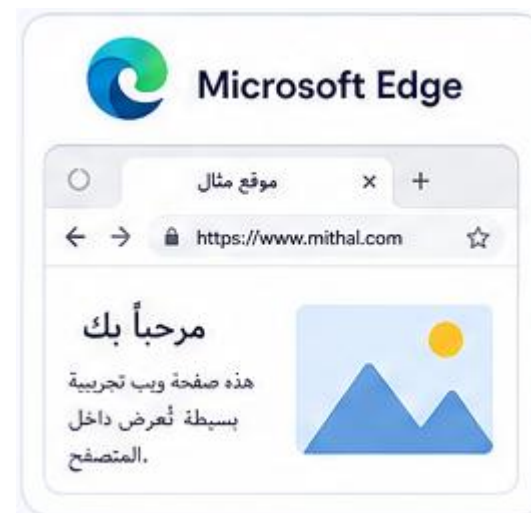 Microsoft Edge
موقع مثال × +
https://www.mithal.com
مرحباً بك
هذه صفحة ويب تجريبية
بسيطة تُعرض داخل
المتصفح.